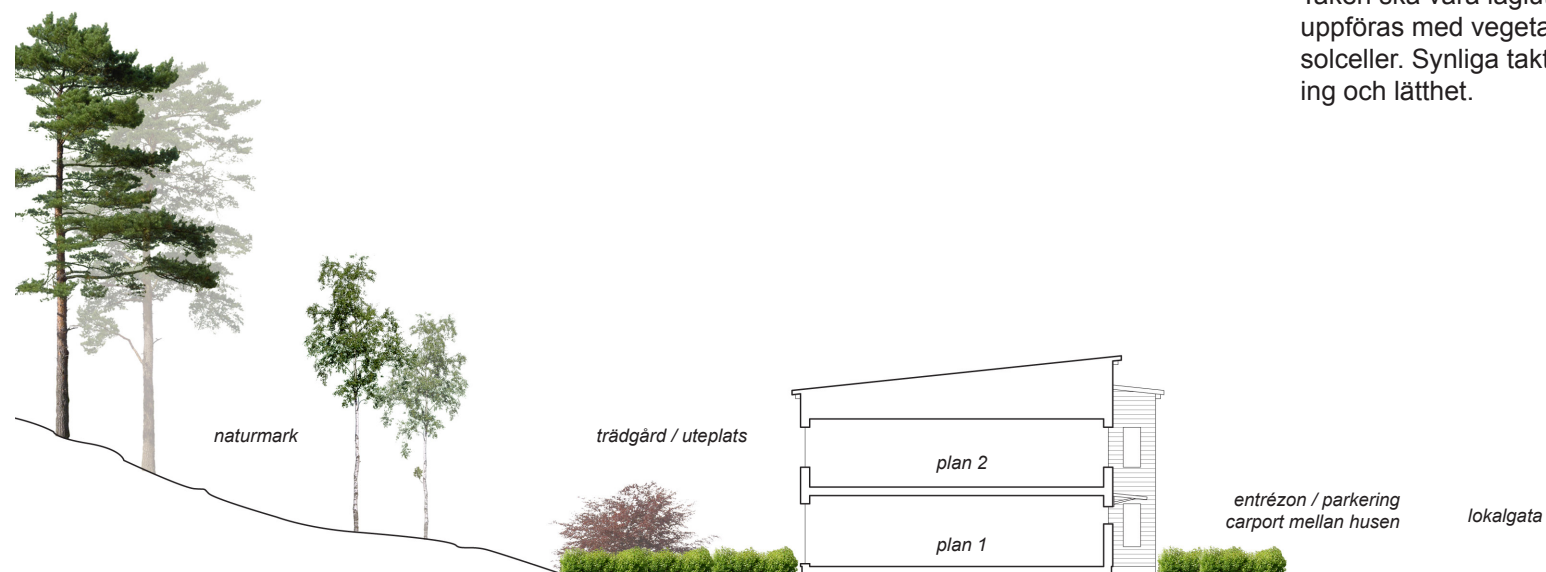 uppföras med vegeta
solceller. Synliga takt
ing och lätthet.
naturmark
trädgård / uteplats
plan 2
entrézon / parkering
carport mellan husen
lokalgata
plan 1